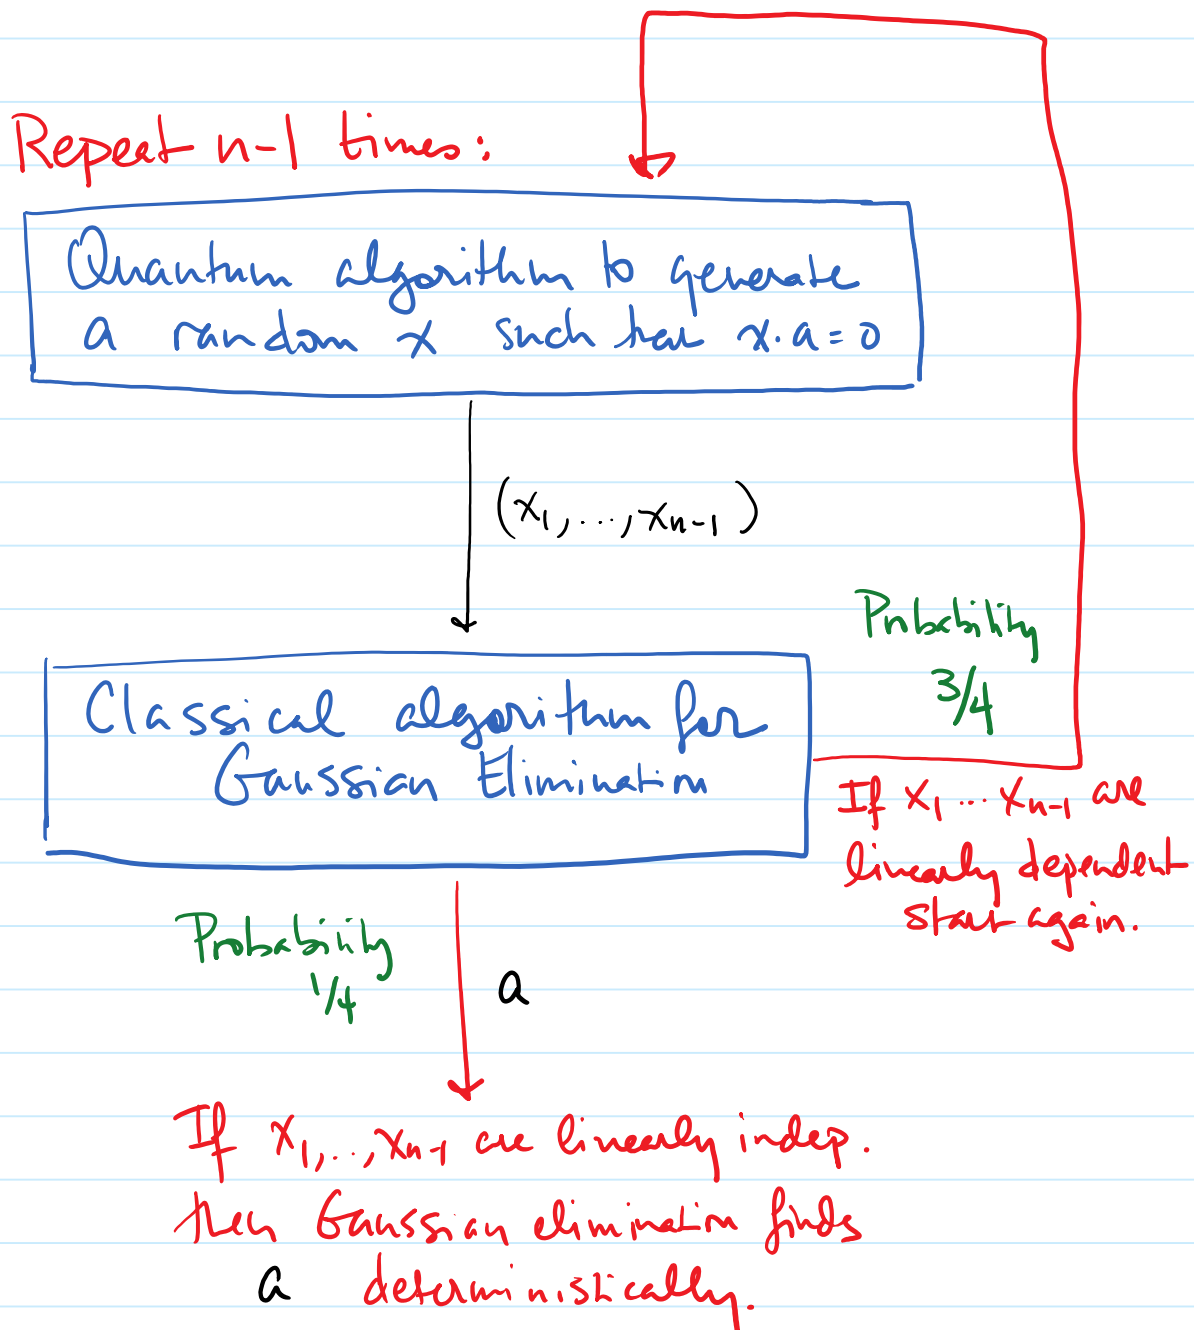 Repeat n-1 times:
Quantum algorithm to generate
a random x such that x·a=0
(x₁,...,xₙ₋₁)
Probability
3/4
Classical algorithm for
Gaussian Elimination
If x₁...xₙ₋₁ are
linearly dependent
start again.
Probability
1/4
a
If x₁,..,xₙ₋₁ are linearly indep.
then Gaussian elimination finds
a deterministically.